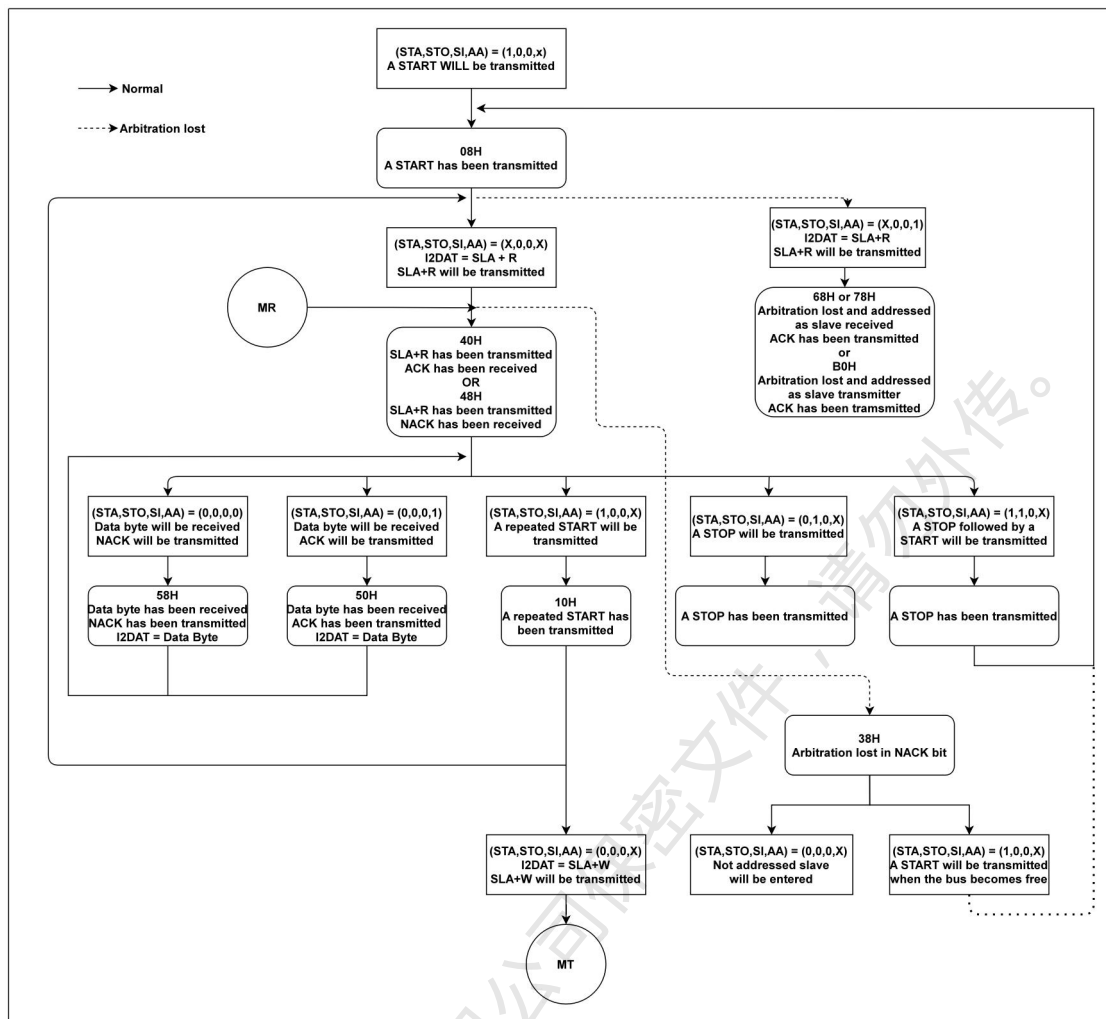 (STA,STO,SI,AA) = (1,0,0,x)
A START WILL be transmitted
Normal
Arbitration lost
08H
A START has been transmitted
(STA,STO,SI,AA) = (X,0,0,X)
I2DAT = SLA + R
SLA+R will be transmitted
(STA,STO,SI,AA) = (X,0,0,1)
I2DAT = SLA+R
SLA+R will be transmitted
MR
40H
SLA+R has been transmitted
ACK has been received
OR
48H
SLA+R has been transmitted
NACK has been received
68H or 78H
Arbitration lost and addressed
as slave received
ACK has been transmitted
or
B0H
Arbitration lost and addressed
as slave transmitter
ACK has been tramsmitted
(STA,STO,SI,AA) = (0,0,0,0)
Data byte will be received
NACK will be transmitted
(STA,STO,SI,AA) = (0,0,0,1)
Data byte will be received
ACK will be transmitted
(STA,STO,SI,AA) = (1,0,0,X)
A repeated START will be
transmitted
(STA,STO,SI,AA) = (0,1,0,X)
A STOP will be transmitted
(STA,STO,SI,AA) = (1,1,0,X)
A STOP followed by a
START will be transmitted
58H
Data byte has been received
NACK has been transmitted
I2DAT = Data Byte
50H
Data byte has been received
ACK has been transmitted
I2DAT = Data Byte
10H
A repeated START has
been transmitted
A STOP has been transmitted
A STOP has been transmitted
38H
Arbitration lost in NACK bit
(STA,STO,SI,AA) = (0,0,0,X)
I2DAT = SLA+W
SLA+W will be transmitted
(STA,STO,SI,AA) = (0,0,0,X)
Not addressed slave
will be entered
(STA,STO,SI,AA) = (1,0,0,X)
A START will be transmitted
when the bus becomes free
MT
公司保密文件，请勿外传。